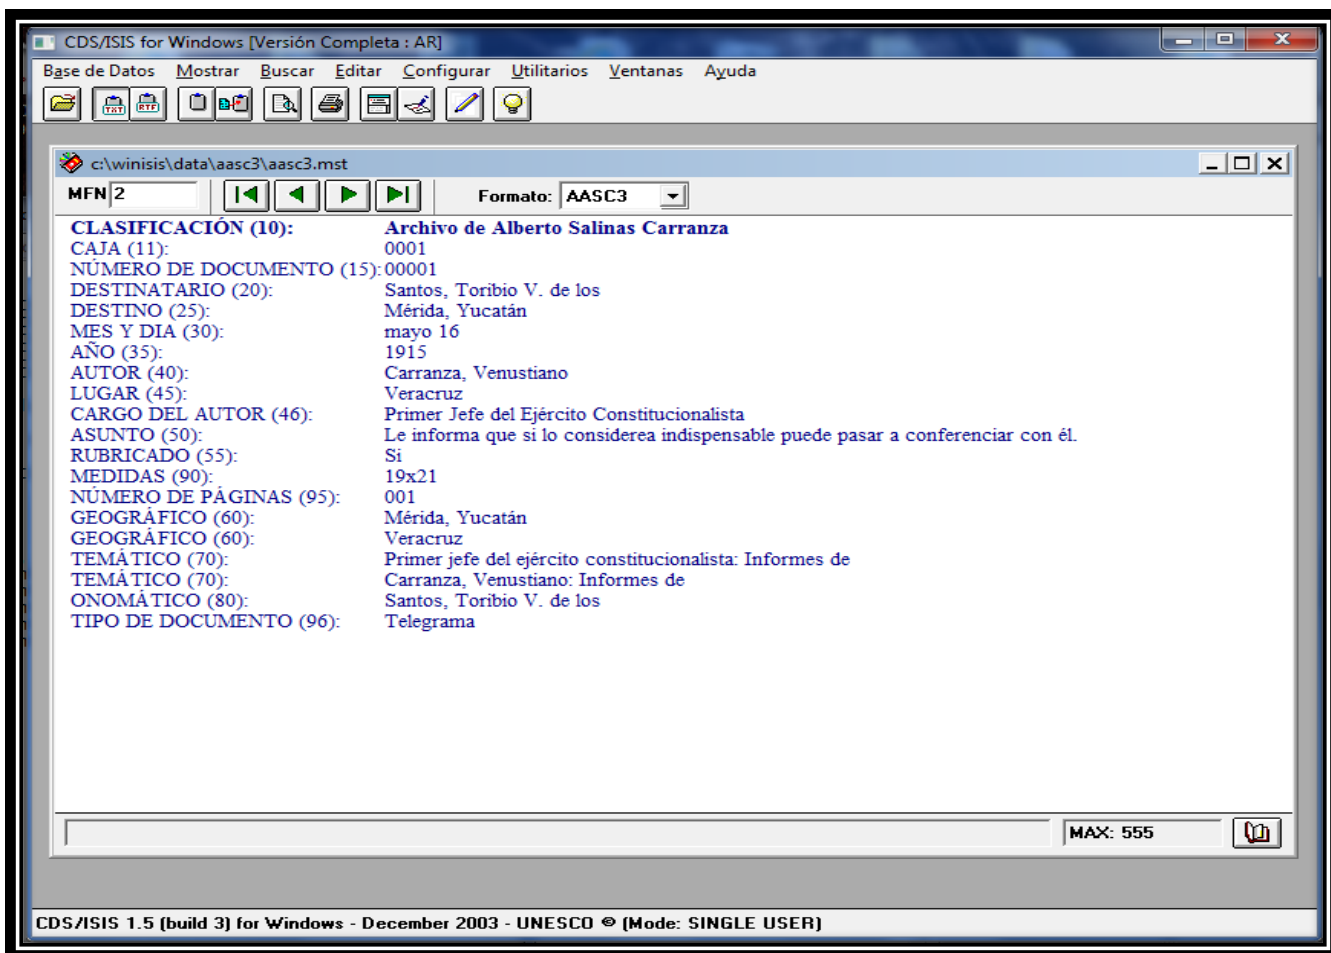 CDS/ISIS for Windows [Versión Completa : AR]
Base de Datos Mostrar Buscar Editar Configurar Utilitarios Ventanas Ayuda
TXT RTF
c:\winisis\data\aasc3\aasc3.mst
MFN 2 Formato: AASC3
CLASIFICACIÓN (10): Archivo de Alberto Salinas Carranza
CAJA (11): 0001
NÚMERO DE DOCUMENTO (15): 00001
DESTINATARIO (20): Santos, Toribio V. de los
DESTINO (25): Mérida, Yucatán
MES Y DIA (30): mayo 16
AÑO (35): 1915
AUTOR (40): Carranza, Venustiano
LUGAR (45): Veracruz
CARGO DEL AUTOR (46): Primer Jefe del Ejército Constitucionalista
ASUNTO (50): Le informa que si lo considerea indispensable puede pasar a conferenciar con él.
RUBRICADO (55): Si
MEDIDAS (90): 19x21
NÚMERO DE PÁGINAS (95): 001
GEOGRÁFICO (60): Mérida, Yucatán
GEOGRÁFICO (60): Veracruz
TEMÁTICO (70): Primer jefe del ejército constitucionalista: Informes de
TEMÁTICO (70): Carranza, Venustiano: Informes de
ONOMÁTICO (80): Santos, Toribio V. de los
TIPO DE DOCUMENTO (96): Telegrama
MAX: 555
CDS/ISIS 1.5 (build 3) for Windows - December 2003 - UNESCO © (Mode: SINGLE USER)